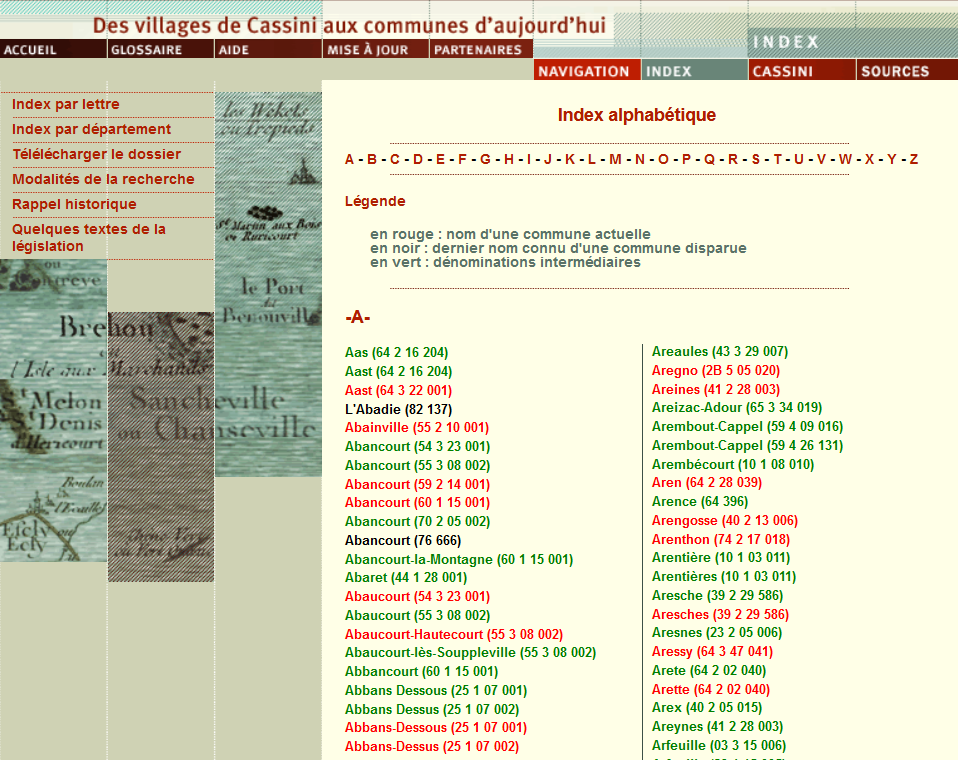 Des villages de Cassini aux communes d'aujourd'hui
ACCUEIL
GLOSSAIRE
AIDE
MISE À JOUR
PARTENAIRES
INDEX
NAVIGATION
INDEX
CASSINI
SOURCES
Index par lettre
Index par département
Télélécharger le dossier
Modalités de la recherche
Rappel historique
Quelques textes de la
législation
les Wékets
ou Trépieds
St. Martin aux Bois
ou Ruricourt
le Port
de
Benouville
ou
Brehou
ou
l'Isle aux Marchands
St Melon
St Denis
d'Hericourt
Sancheville
ou Chanseville
Etcly ou
Ecly
Index alphabétique
A - B - C - D - E - F - G - H - I - J - K - L - M - N - O - P - Q - R - S - T - U - V - W - X - Y - Z
Légende
en rouge : nom d'une commune actuelle
en noir : dernier nom connu d'une commune disparue
en vert : dénominations intermédiaires
-A-
Aas (64 2 16 204)
Aast (64 2 16 204)
Aast (64 3 22 001)
L'Abadie (82 137)
Abainville (55 2 10 001)
Abancourt (54 3 23 001)
Abancourt (55 3 08 002)
Abancourt (59 2 14 001)
Abancourt (60 1 15 001)
Abancourt (70 2 05 002)
Abancourt (76 666)
Abancourt-la-Montagne (60 1 15 001)
Abaret (44 1 28 001)
Abaucourt (54 3 23 001)
Abaucourt (55 3 08 002)
Abaucourt-Hautecourt (55 3 08 002)
Abaucourt-lès-Souppleville (55 3 08 002)
Abbancourt (60 1 15 001)
Abbans Dessous (25 1 07 001)
Abbans Dessus (25 1 07 002)
Abbans-Dessous (25 1 07 001)
Abbans-Dessus (25 1 07 002)
Areaules (43 3 29 007)
Aregno (2B 5 05 020)
Areines (41 2 28 003)
Areizac-Adour (65 3 34 019)
Arembout-Cappel (59 4 09 016)
Arembout-Cappel (59 4 26 131)
Arembécourt (10 1 08 010)
Aren (64 2 28 039)
Arence (64 396)
Arengosse (40 2 13 006)
Arenthon (74 2 17 018)
Arentière (10 1 03 011)
Arentières (10 1 03 011)
Aresche (39 2 29 586)
Aresches (39 2 29 586)
Aresnes (23 2 05 006)
Aressy (64 3 47 041)
Arete (64 2 02 040)
Arette (64 2 02 040)
Arex (40 2 05 015)
Areynes (41 2 28 003)
Arfeuille (03 3 15 006)